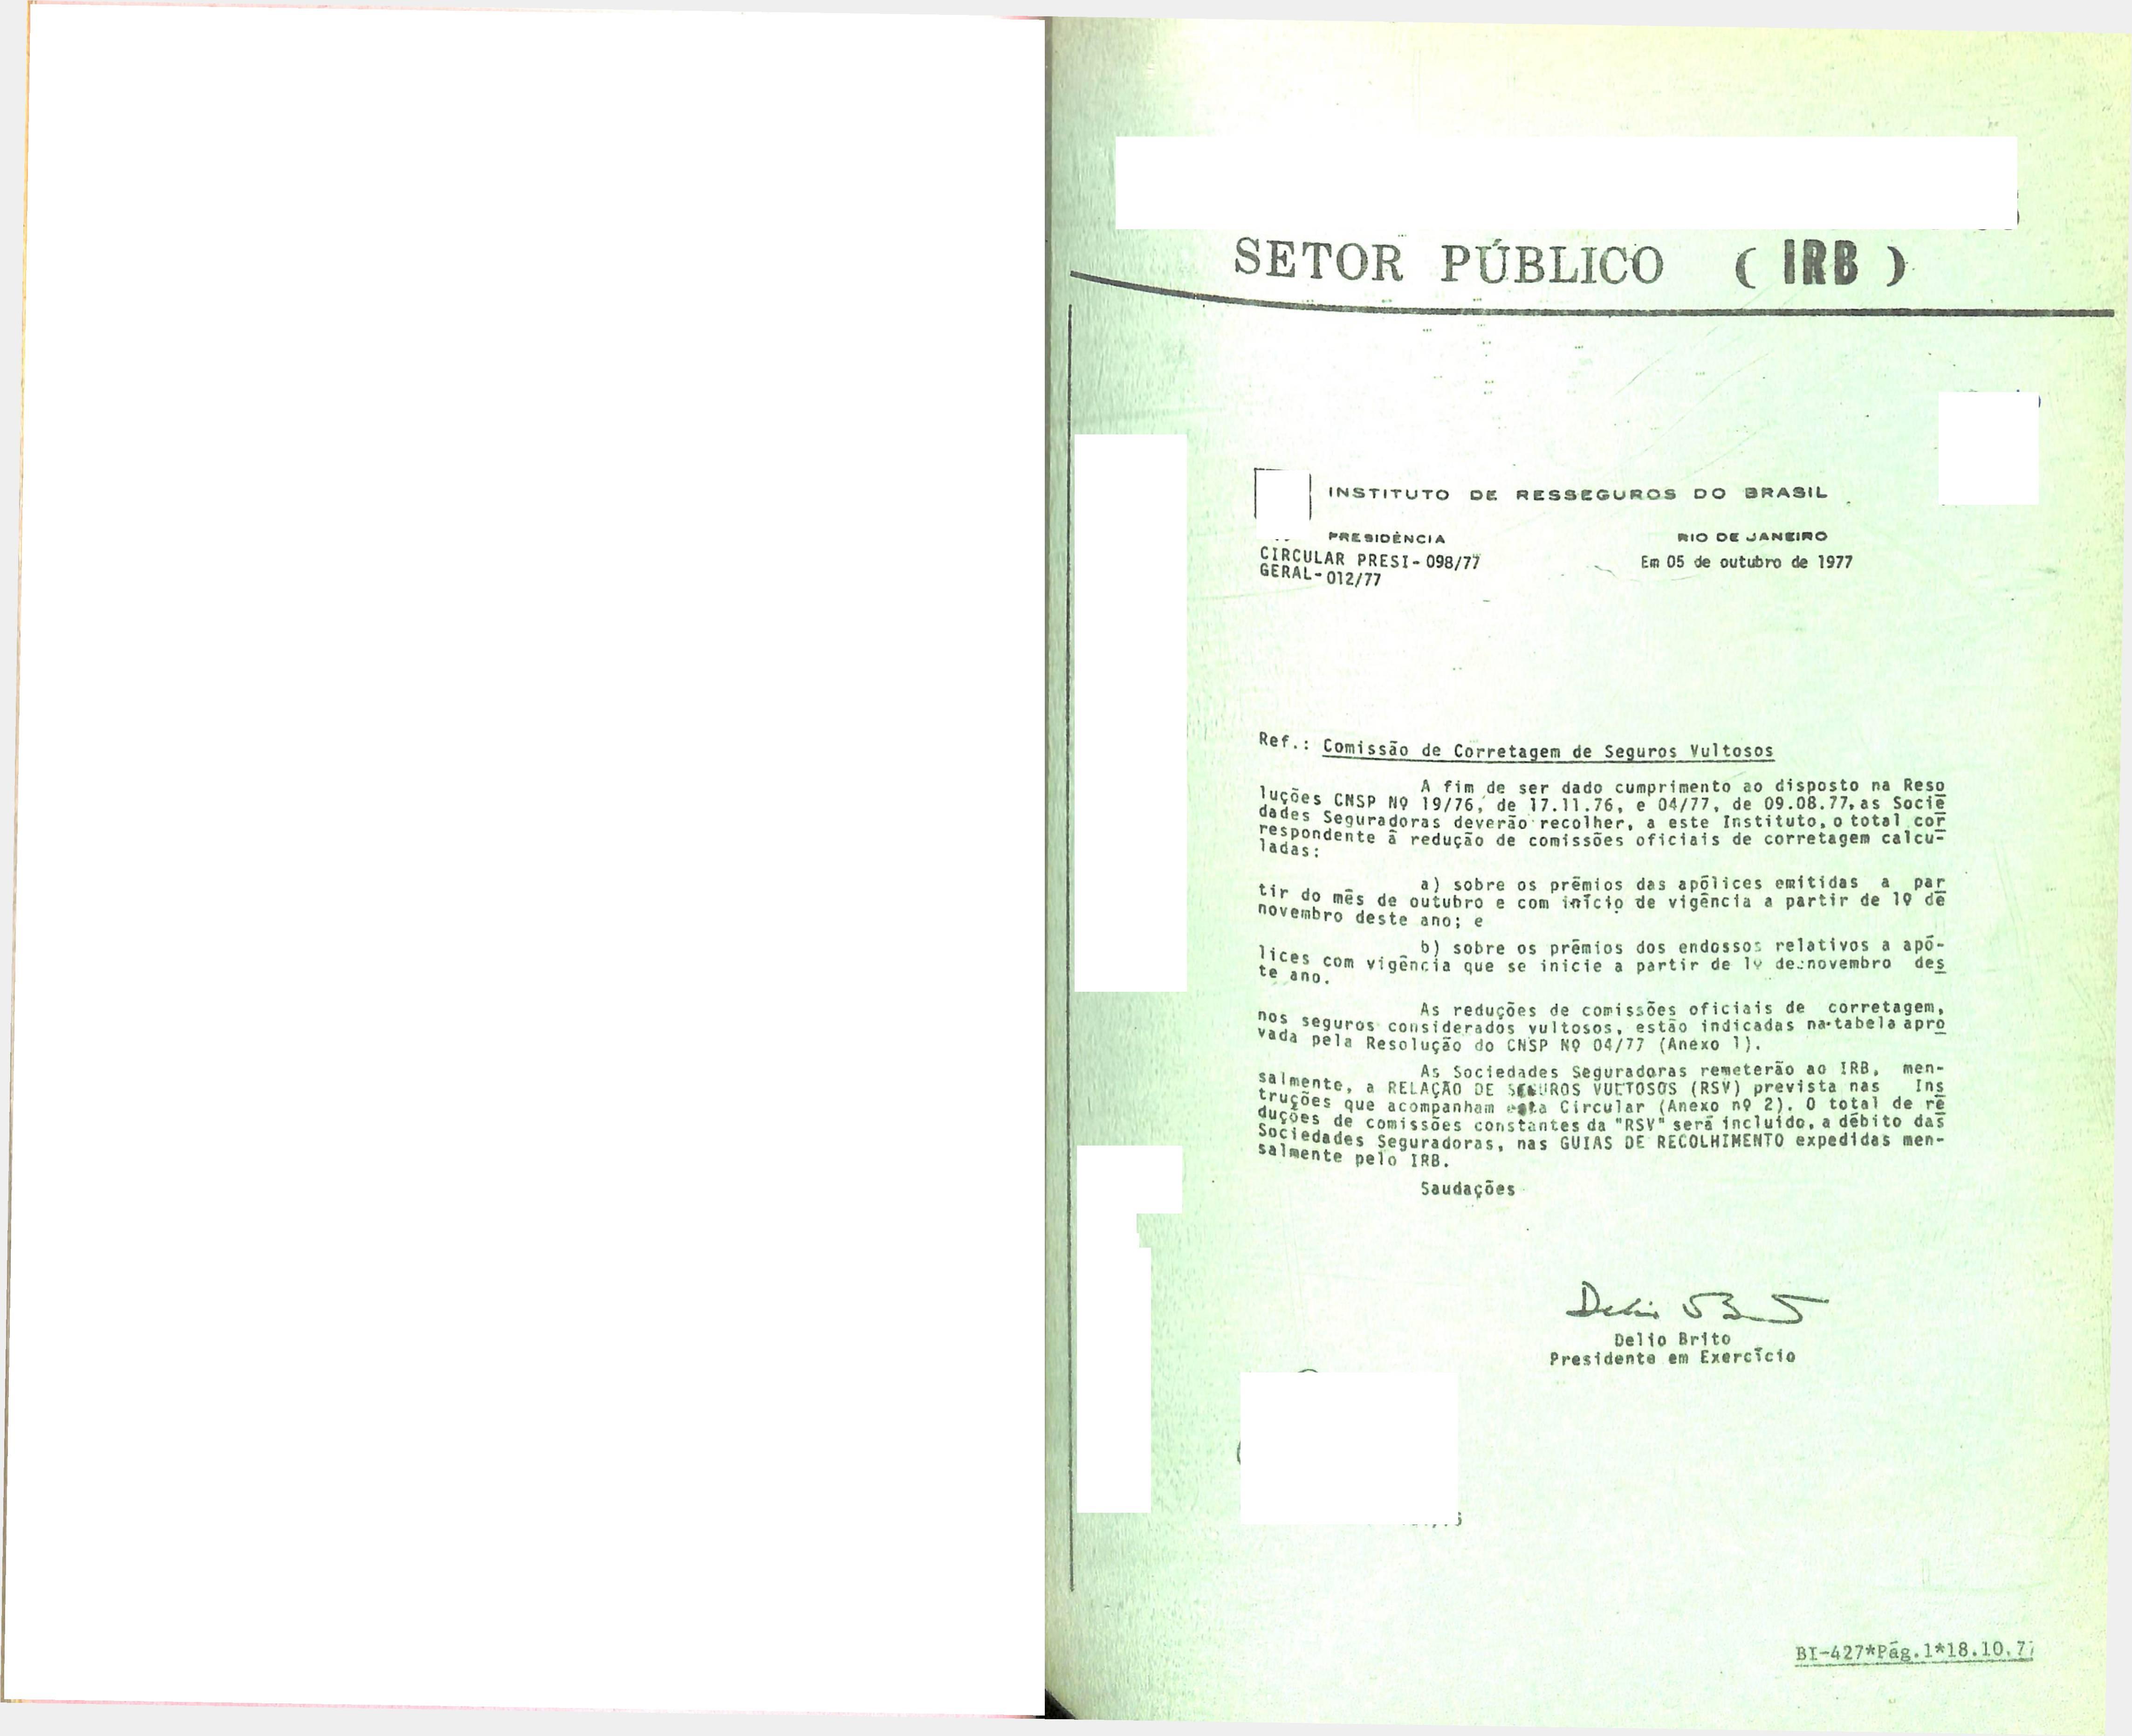 SETOR PÚBLICO ( IRB )
INSTITUTO DE RESSEGUROS DO BRASIL
PRESIDÊNCIA RIO DE JANEIRO
CIRCULAR PRESI-098/77 Em 05 de outubro de 1977
GERAL-012/77
Ref.: Comissão de Corretagem de Seguros Vultosos
A fim de ser dado cumprimento ao disposto na Reso
luções CNSP Nº 19/76, de 17.11.76, e 04/77, de 09.08.77, as Socie
dades Seguradoras deverão recolher, a este Instituto, o total cor
respondente à redução de comissões oficiais de corretagem calcu-
ladas:
a) sobre os prêmios das apólices emitidas a par
tir do mês de outubro e com início de vigência a partir de 1º de
novembro deste ano; e
b) sobre os prêmios dos endossos relativos a apó-
lices com vigência que se inicie a partir de 1º de novembro des
te ano.
As reduções de comissões oficiais de corretagem,
nos seguros considerados vultosos, estão indicadas na tabela apro
vada pela Resolução do CNSP Nº 04/77 (Anexo 1).
As Sociedades Seguradoras remeterão ao IRB, men-
salmente, a RELAÇÃO DE SEGUROS VULTOSOS (RSV) prevista nas Ins
truções que acompanham esta Circular (Anexo nº 2). O total de re
duções de comissões constantes da "RSV" será incluído, a débito das
Sociedades Seguradoras, nas GUIAS DE RECOLHIMENTO expedidas men-
salmente pelo IRB.
Saudações
Delio Brito
Presidente em Exercício
BI-427*Pág.1*18.10.77